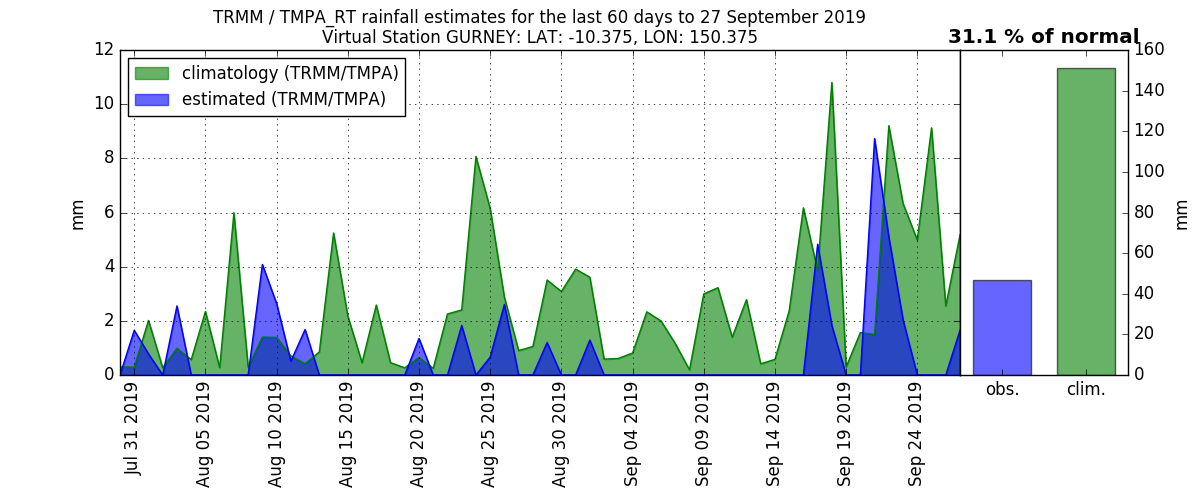 TRMM / TMPA_RT rainfall estimates for the last 60 days to 27 September 2019
Virtual Station GURNEY: LAT: -10.375, LON: 150.375
31.1 % of normal
climatology (TRMM/TMPA)
estimated (TRMM/TMPA)
mm
12
10
8
6
4
2
0
Jul 31 2019
Aug 05 2019
Aug 10 2019
Aug 15 2019
Aug 20 2019
Aug 25 2019
Aug 30 2019
Sep 04 2019
Sep 09 2019
Sep 14 2019
Sep 19 2019
Sep 24 2019
obs.
clim.
160
140
120
100
80
60
40
20
0
mm